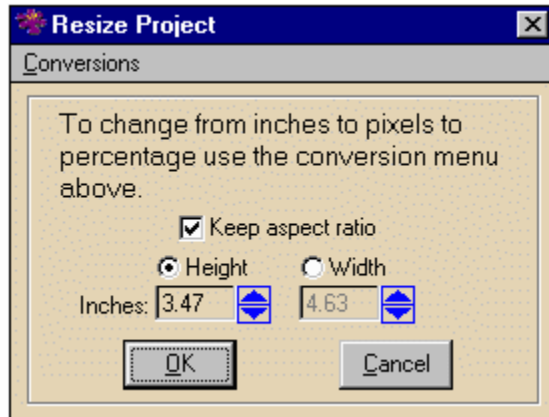 Resize Project
Conversions
To change from inches to pixels to
percentage use the conversion menu
above.
Keep aspect ratio
Height Width
Inches: 3.47 4.63
OK Cancel